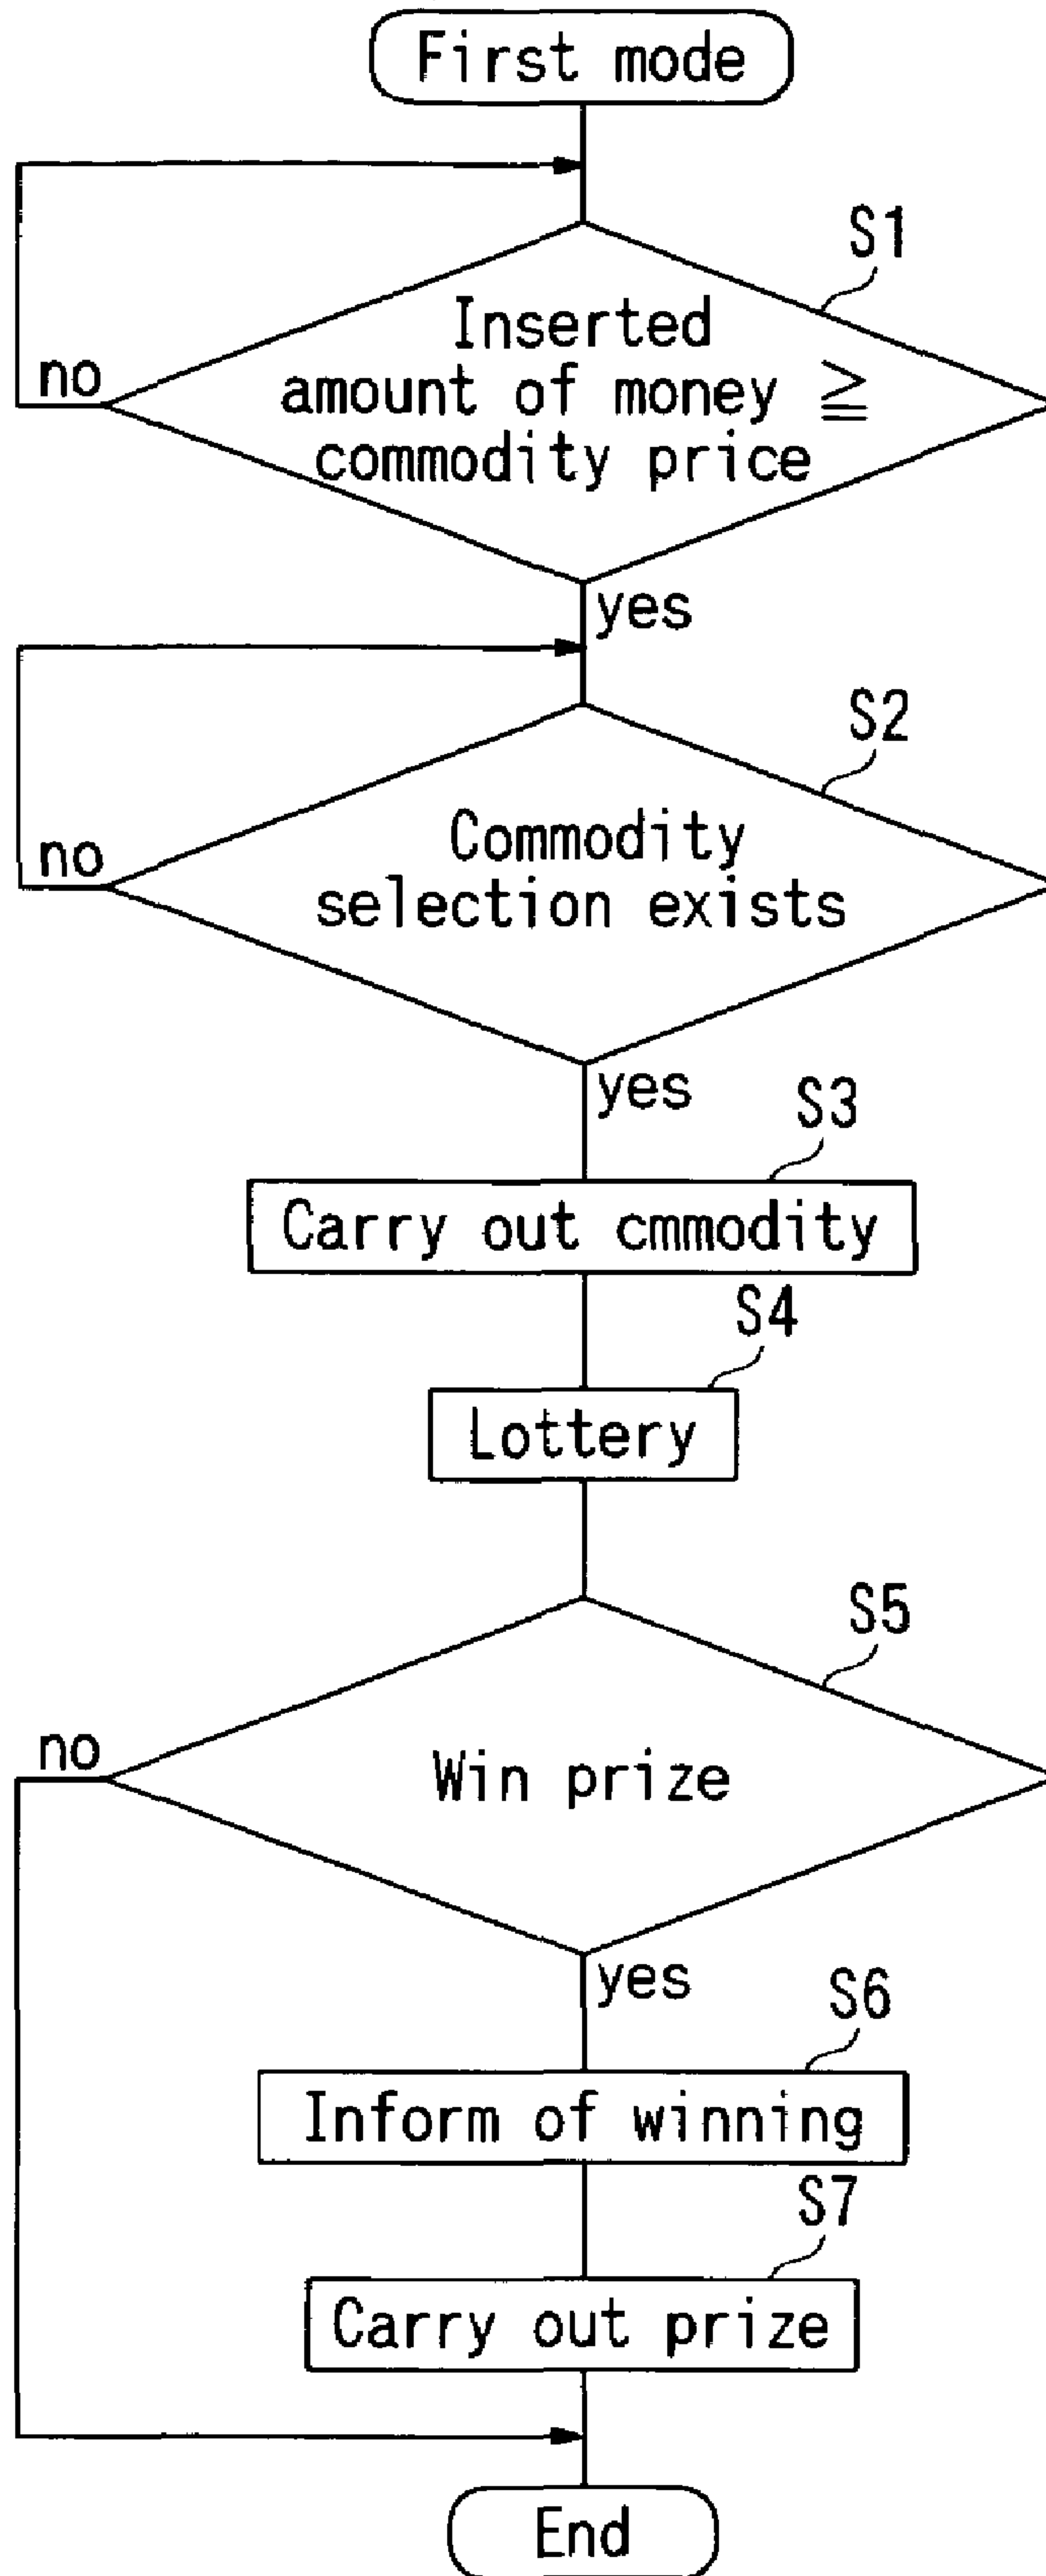 First mode
S1
Inserted
amount of money ≧
commodity price
no
yes
S2
Commodity
selection exists
no
yes
S3
Carry out cmmodity
S4
Lottery
S5
no
Win prize
yes
S6
Inform of winning
S7
Carry out prize
End